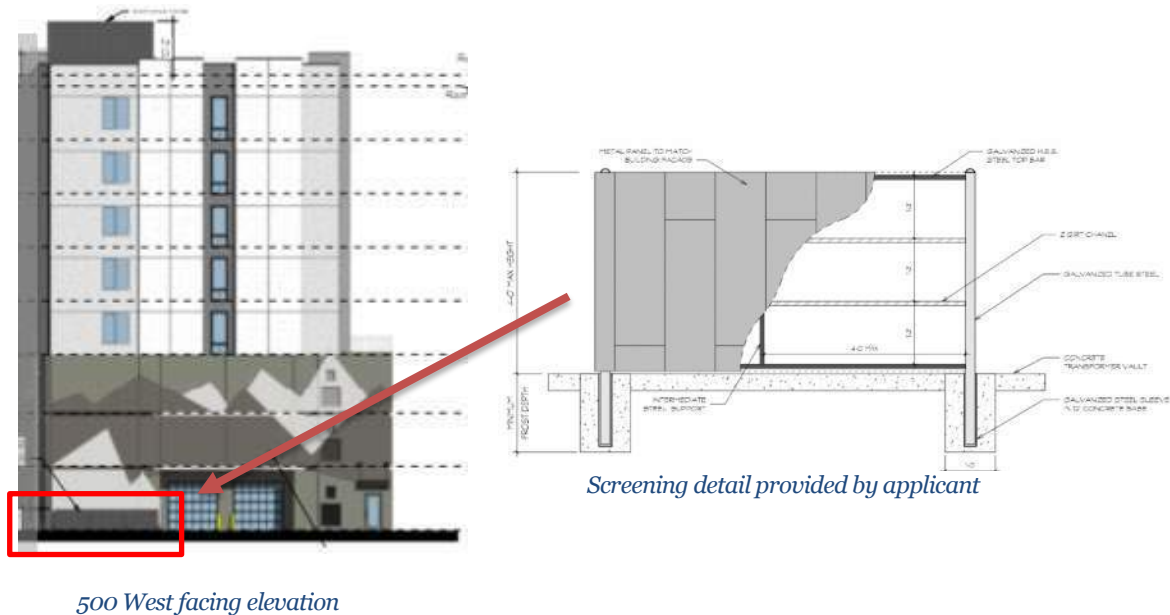 METAL PANEL TO MATCH
BUILDING FACADE
GALVANIZED H.S.S.
STEEL TOP BAR
Z GIRT CHANEL
GALVANIZED TUBE STEEL
4'-0" MAX HEIGHT
4'-0" MIN.
CONCRETE
TRANSFORMER VAULT
INTERMEDIATE
STEEL SUPPORT
MINIMUM
FROST DEPTH
GALVANIZED STEEL SLEEVE
CONCRETE BASE
Screening detail provided by applicant
500 West facing elevation